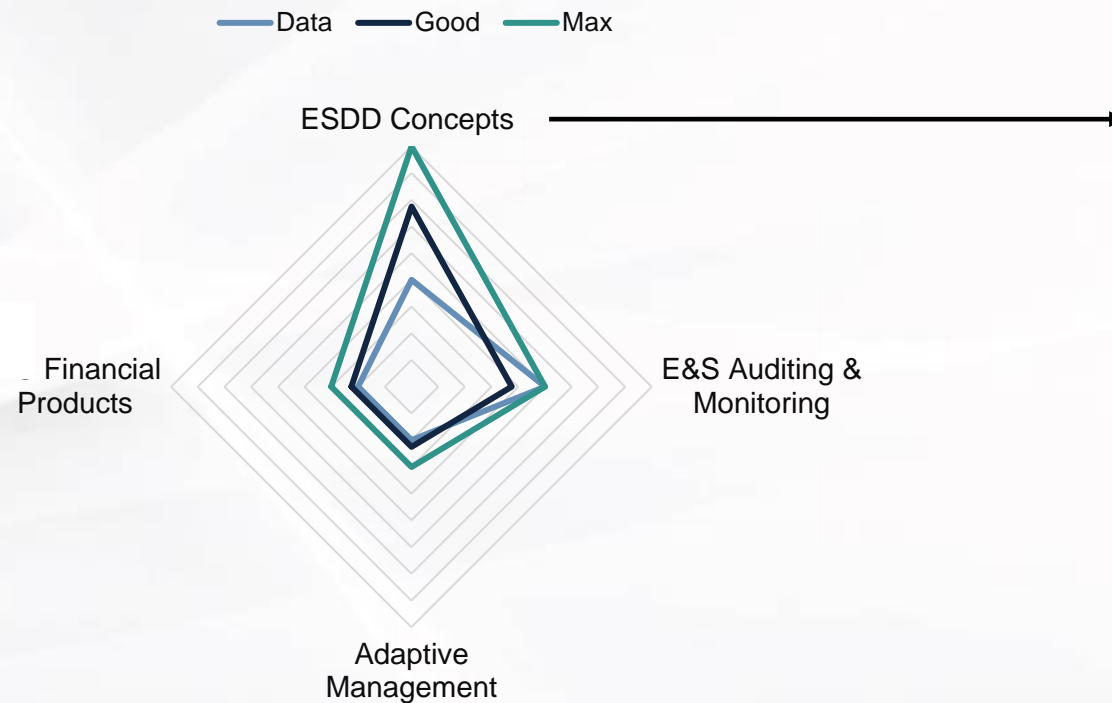 Data Good Max
ESDD Concepts
Financial
Products
E&S Auditing &
Monitoring
Adaptive
Management